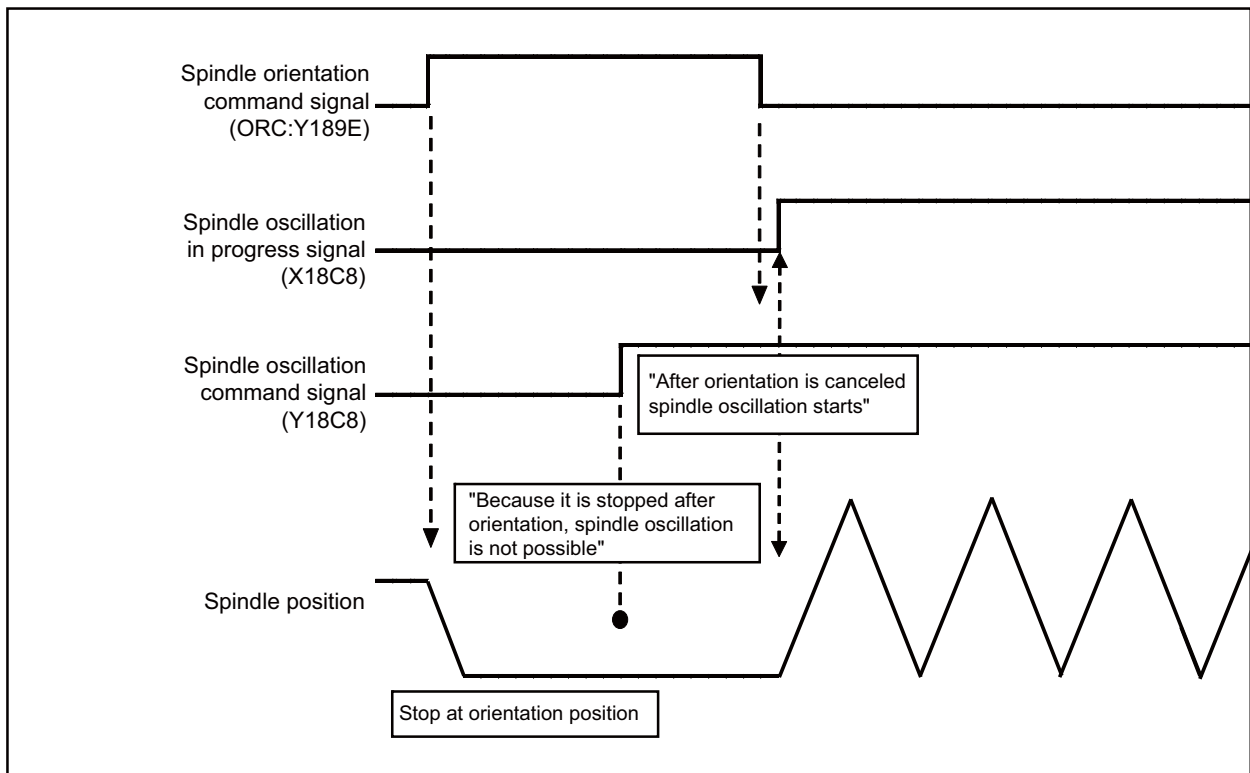 Spindle orientation
command signal
(ORC:Y189E)
Spindle oscillation
in progress signal
(X18C8)
Spindle oscillation
command signal
(Y18C8)
"After orientation is canceled
spindle oscillation starts"
"Because it is stopped after
orientation, spindle oscillation
is not possible"
Spindle position
Stop at orientation position